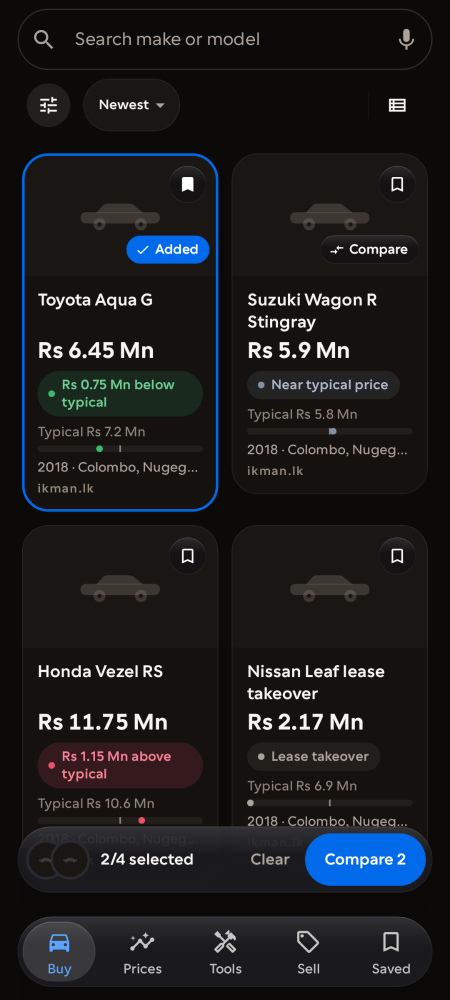 Search make or model
Newest
Added
Compare
Toyota Aqua G
Rs 6.45 Mn
Rs 0.75 Mn below
typical
Typical Rs 7.2 Mn
2018 · Colombo, Nugeg...
ikman.lk
Suzuki Wagon R
Stingray
Rs 5.9 Mn
Near typical price
Typical Rs 5.8 Mn
2018 · Colombo, Nugeg...
ikman.lk
Honda Vezel RS
Rs 11.75 Mn
Rs 1.15 Mn above
typical
Typical Rs 10.6 Mn
2018 · Colombo, Nugeg
Nissan Leaf lease
takeover
Rs 2.17 Mn
Lease takeover
Typical Rs 6.9 Mn
2018 · Colombo, Nugeg...
2/4 selected
Clear
Compare 2
Buy
Prices
Tools
Sell
Saved